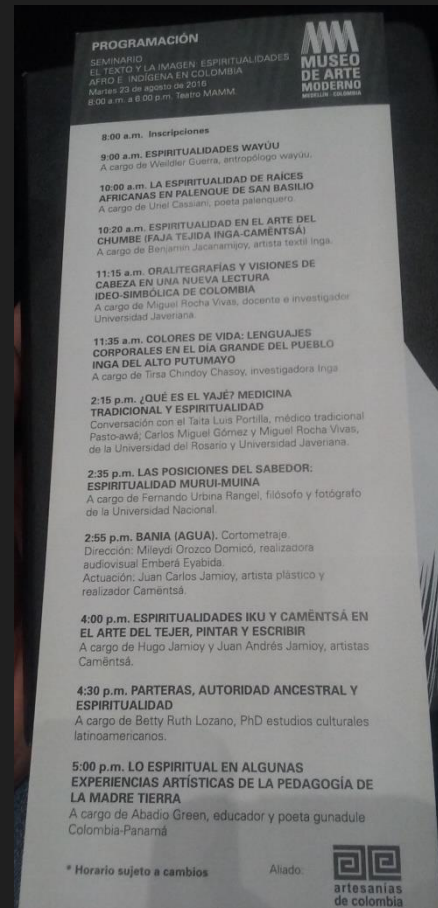 PROGRAMACIÓN
SEMINARIO
EL TEXTO Y LA IMAGEN: ESPIRITUALIDADES
AFRO E INDÍGENA EN COLOMBIA
Martes 23 de agosto de 2016
8:00 a.m. a 6:00 p.m. Teatro MAMM.
MUSEO
DE ARTE
MODERNO
MEDELLÍN - COLOMBIA
8:00 a.m. Inscripciones
9:00 a.m. ESPIRITUALIDADES WAYÚU
A cargo de Weildler Guerra, antropólogo wayúu.
10:00 a.m. LA ESPIRITUALIDAD DE RAÍCES
AFRICANAS EN PALENQUE DE SAN BASILIO
A cargo de Uriel Cassiani, poeta palenquero.
10:20 a.m. ESPIRITUALIDAD EN EL ARTE DEL
CHUMBE (FAJA TEJIDA INGA-CAMËNTSÁ)
A cargo de Benjamín Jacanamijoy, artista textil Inga.
11:15 a.m. ORALITEGRAFÍAS Y VISIONES DE
CABEZA EN UNA NUEVA LECTURA
IDEO-SIMBÓLICA DE COLOMBIA
A cargo de Miguel Rocha Vivas, docente e investigador
Universidad Javeriana.
11:35 a.m. COLORES DE VIDA: LENGUAJES
CORPORALES EN EL DÍA GRANDE DEL PUEBLO
INGA DEL ALTO PUTUMAYO
A cargo de Tirsa Chindoy Chasoy, investigadora Inga
2:15 p.m. ¿QUÉ ES EL YAJÉ? MEDICINA
TRADICIONAL Y ESPIRITUALIDAD
Conversación con el Taita Luis Portilla, médico tradicional
Pasto-awá; Carlos Miguel Gómez y Miguel Rocha Vivas,
de la Universidad del Rosario y Universidad Javeriana.
2:35 p.m. LAS POSICIONES DEL SABEDOR:
ESPIRITUALIDAD MURUI-MUINA
A cargo de Fernando Urbina Rangel, filósofo y fotógrafo
de la Universidad Nacional.
2:55 p.m. BANIA (AGUA). Cortometraje.
Dirección: Mileydi Orozco Domicó, realizadora
audiovisual Emberá Eyabida.
Actuación: Juan Carlos Jamioy, artista plástico y
realizador Camëntsá.
4:00 p.m. ESPIRITUALIDADES IKU Y CAMËNTSÁ EN
EL ARTE DEL TEJER, PINTAR Y ESCRIBIR
A cargo de Hugo Jamioy y Juan Andrés Jamioy, artistas
Camëntsá.
4:30 p.m. PARTERAS, AUTORIDAD ANCESTRAL Y
ESPIRITUALIDAD
A cargo de Betty Ruth Lozano, PhD estudios culturales
latinoamericanos.
5:00 p.m. LO ESPIRITUAL EN ALGUNAS
EXPERIENCIAS ARTÍSTICAS DE LA PEDAGOGÍA DE
LA MADRE TIERRA
A cargo de Abadio Green, educador y poeta gunadule
Colombia-Panamá
* Horario sujeto a cambios
Aliado:
artesanías
de colombia